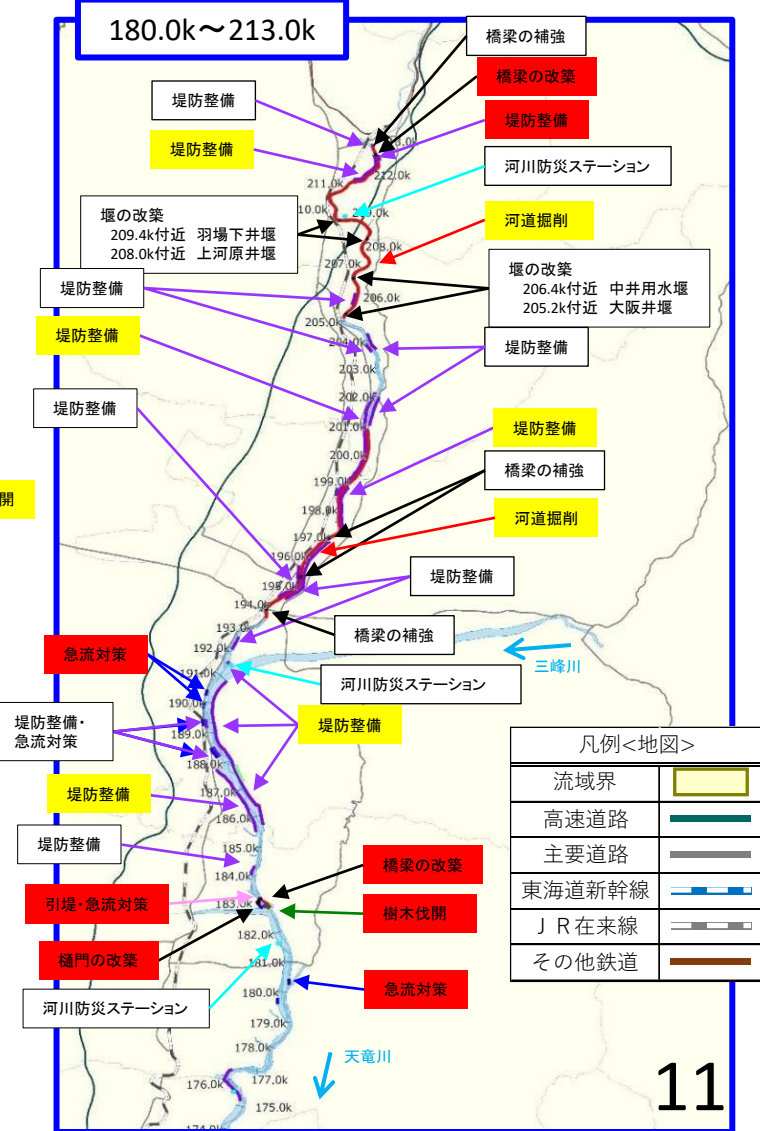 180.0k～213.0k
橋梁の補強
橋梁の改築
堤防整備
堤防整備
堤防整備
河川防災ステーション
212.0k
211.0k
堰の改築
209.4k付近 羽場下井堰
208.0k付近 上河原井堰
河道掘削
208.0k
207.0k
堰の改築
206.4k付近 中井用水堰
205.2k付近 大阪井堰
堤防整備
206.0k
205.0k
堤防整備
204.0k
堤防整備
203.0k
堤防整備
202.0k
201.0k
堤防整備
200.0k
橋梁の補強
199.0k
開
198.0k
河道掘削
197.0k
196.0k
堤防整備
195.0k
194.0k
193.0k
橋梁の補強
192.0k
急流対策
三峰川
191.0k
河川防災ステーション
190.0k
堤防整備・
急流対策
堤防整備
189.0k
188.0k
堤防整備
187.0k
186.0k
堤防整備
185.0k
橋梁の改築
184.0k
引堤・急流対策
183.0k
樹木伐開
182.0k
樋門の改築
181.0k
急流対策
180.0k
河川防災ステーション
179.0k
178.0k
天竜川
177.0k
176.0k
175.0k
174.0k
凡例<地図>
流域界
高速道路
主要道路
東海道新幹線
ＪＲ在来線
その他鉄道
11